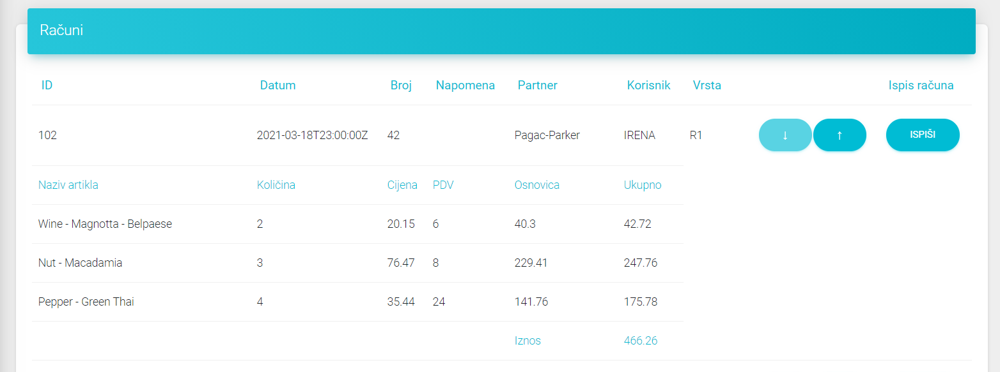 Računi
ID Datum Broj Napomena Partner Korisnik Vrsta Ispis računa
102 2021-03-18T23:00:00Z 42 Pagac-Parker IRENA R1 ↓ ↑ ISPIŠI
Naziv artikla Količina Cijena PDV Osnovica Ukupno
Wine - Magnotta - Belpaese 2 20.15 6 40.3 42.72
Nut - Macadamia 3 76.47 8 229.41 247.76
Pepper - Green Thai 4 35.44 24 141.76 175.78
Iznos 466.26